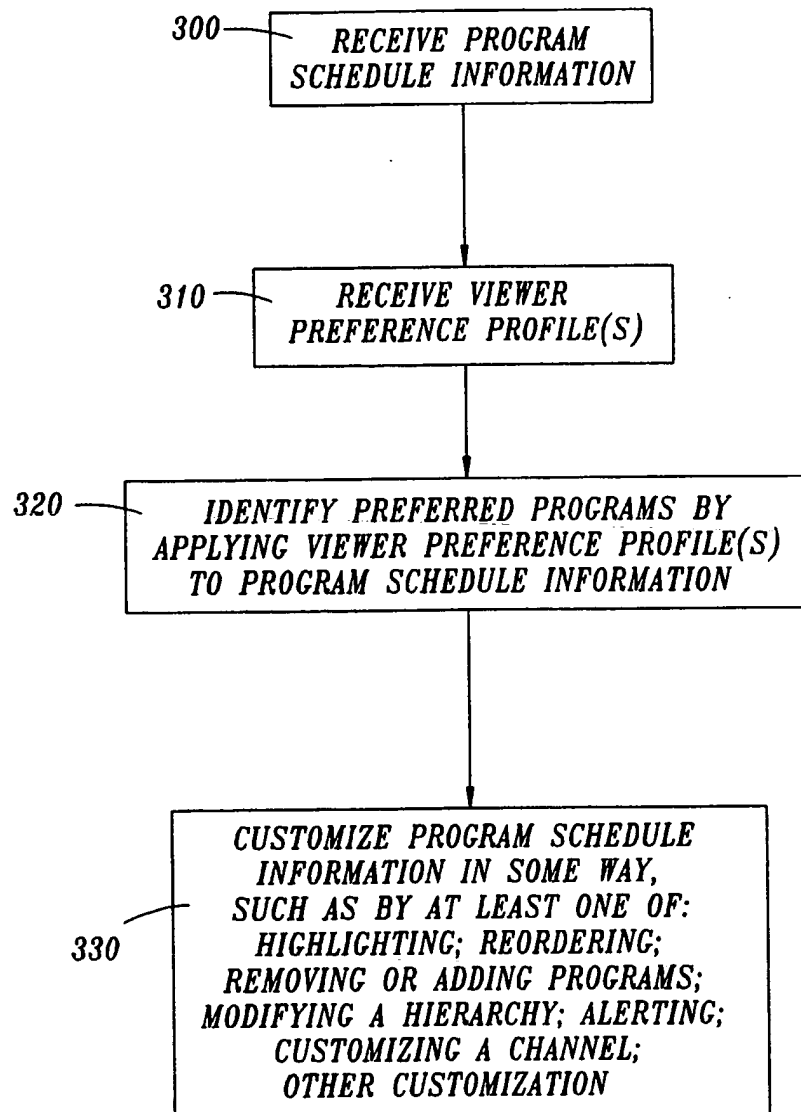 300
RECEIVE PROGRAM
SCHEDULE INFORMATION
310
RECEIVE VIEWER
PREFERENCE PROFILE(S)
320
IDENTIFY PREFERRED PROGRAMS BY
APPLYING VIEWER PREFERENCE PROFILE(S)
TO PROGRAM SCHEDULE INFORMATION
330
CUSTOMIZE PROGRAM SCHEDULE
INFORMATION IN SOME WAY,
SUCH AS BY AT LEAST ONE OF:
HIGHLIGHTING; REORDERING;
REMOVING OR ADDING PROGRAMS;
MODIFYING A HIERARCHY; ALERTING;
CUSTOMIZING A CHANNEL;
OTHER CUSTOMIZATION